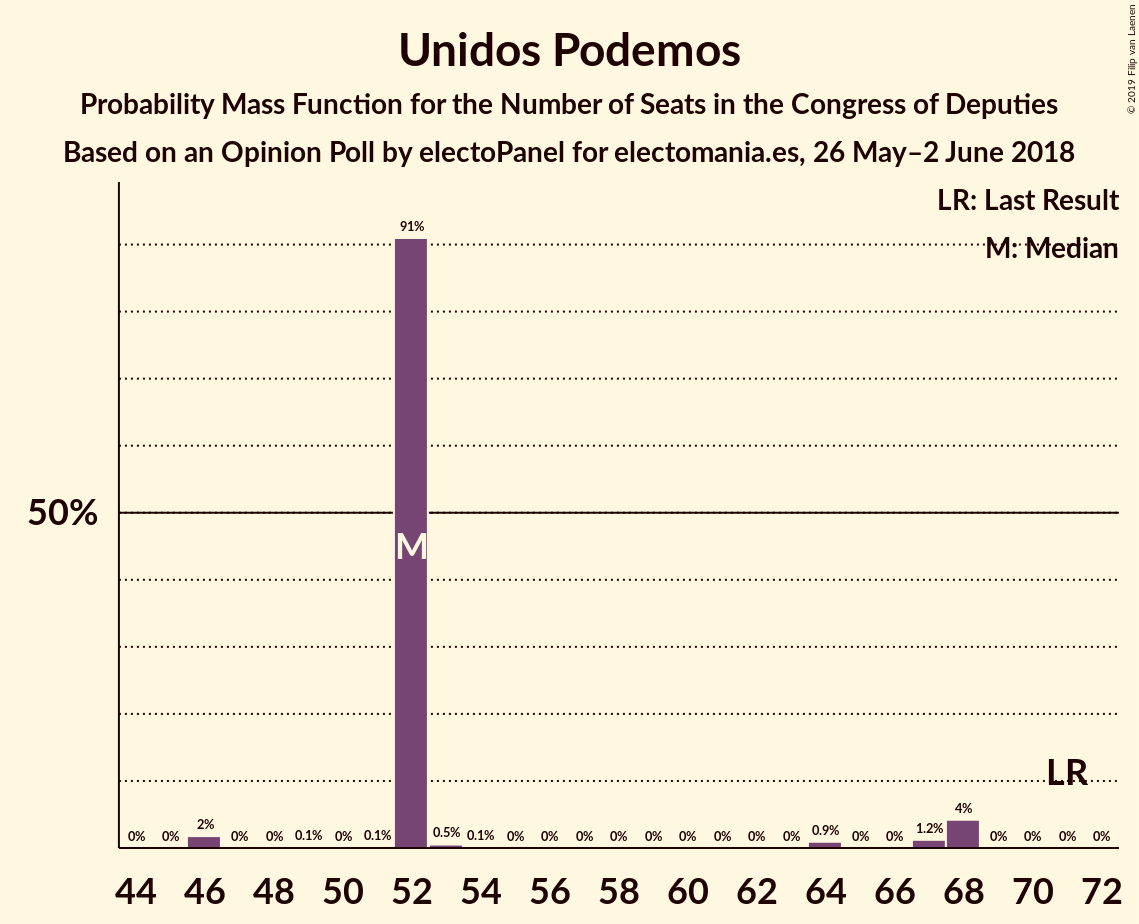 Unidos Podemos
Probability Mass Function for the Number of Seats in the Congress of Deputies
Based on an Opinion Poll by electoPanel for electomania.es, 26 May–2 June 2018
© 2019 Filip van Laenen
LR: Last Result
M: Median
91%
50%
M
LR
0% 0% 2% 0% 0% 0.1% 0% 0.1% 0.5% 0.1% 0% 0% 0% 0% 0% 0% 0% 0% 0% 0.9% 0% 0% 1.2% 4% 0% 0% 0% 0%
44 46 48 50 52 54 56 58 60 62 64 66 68 70 72